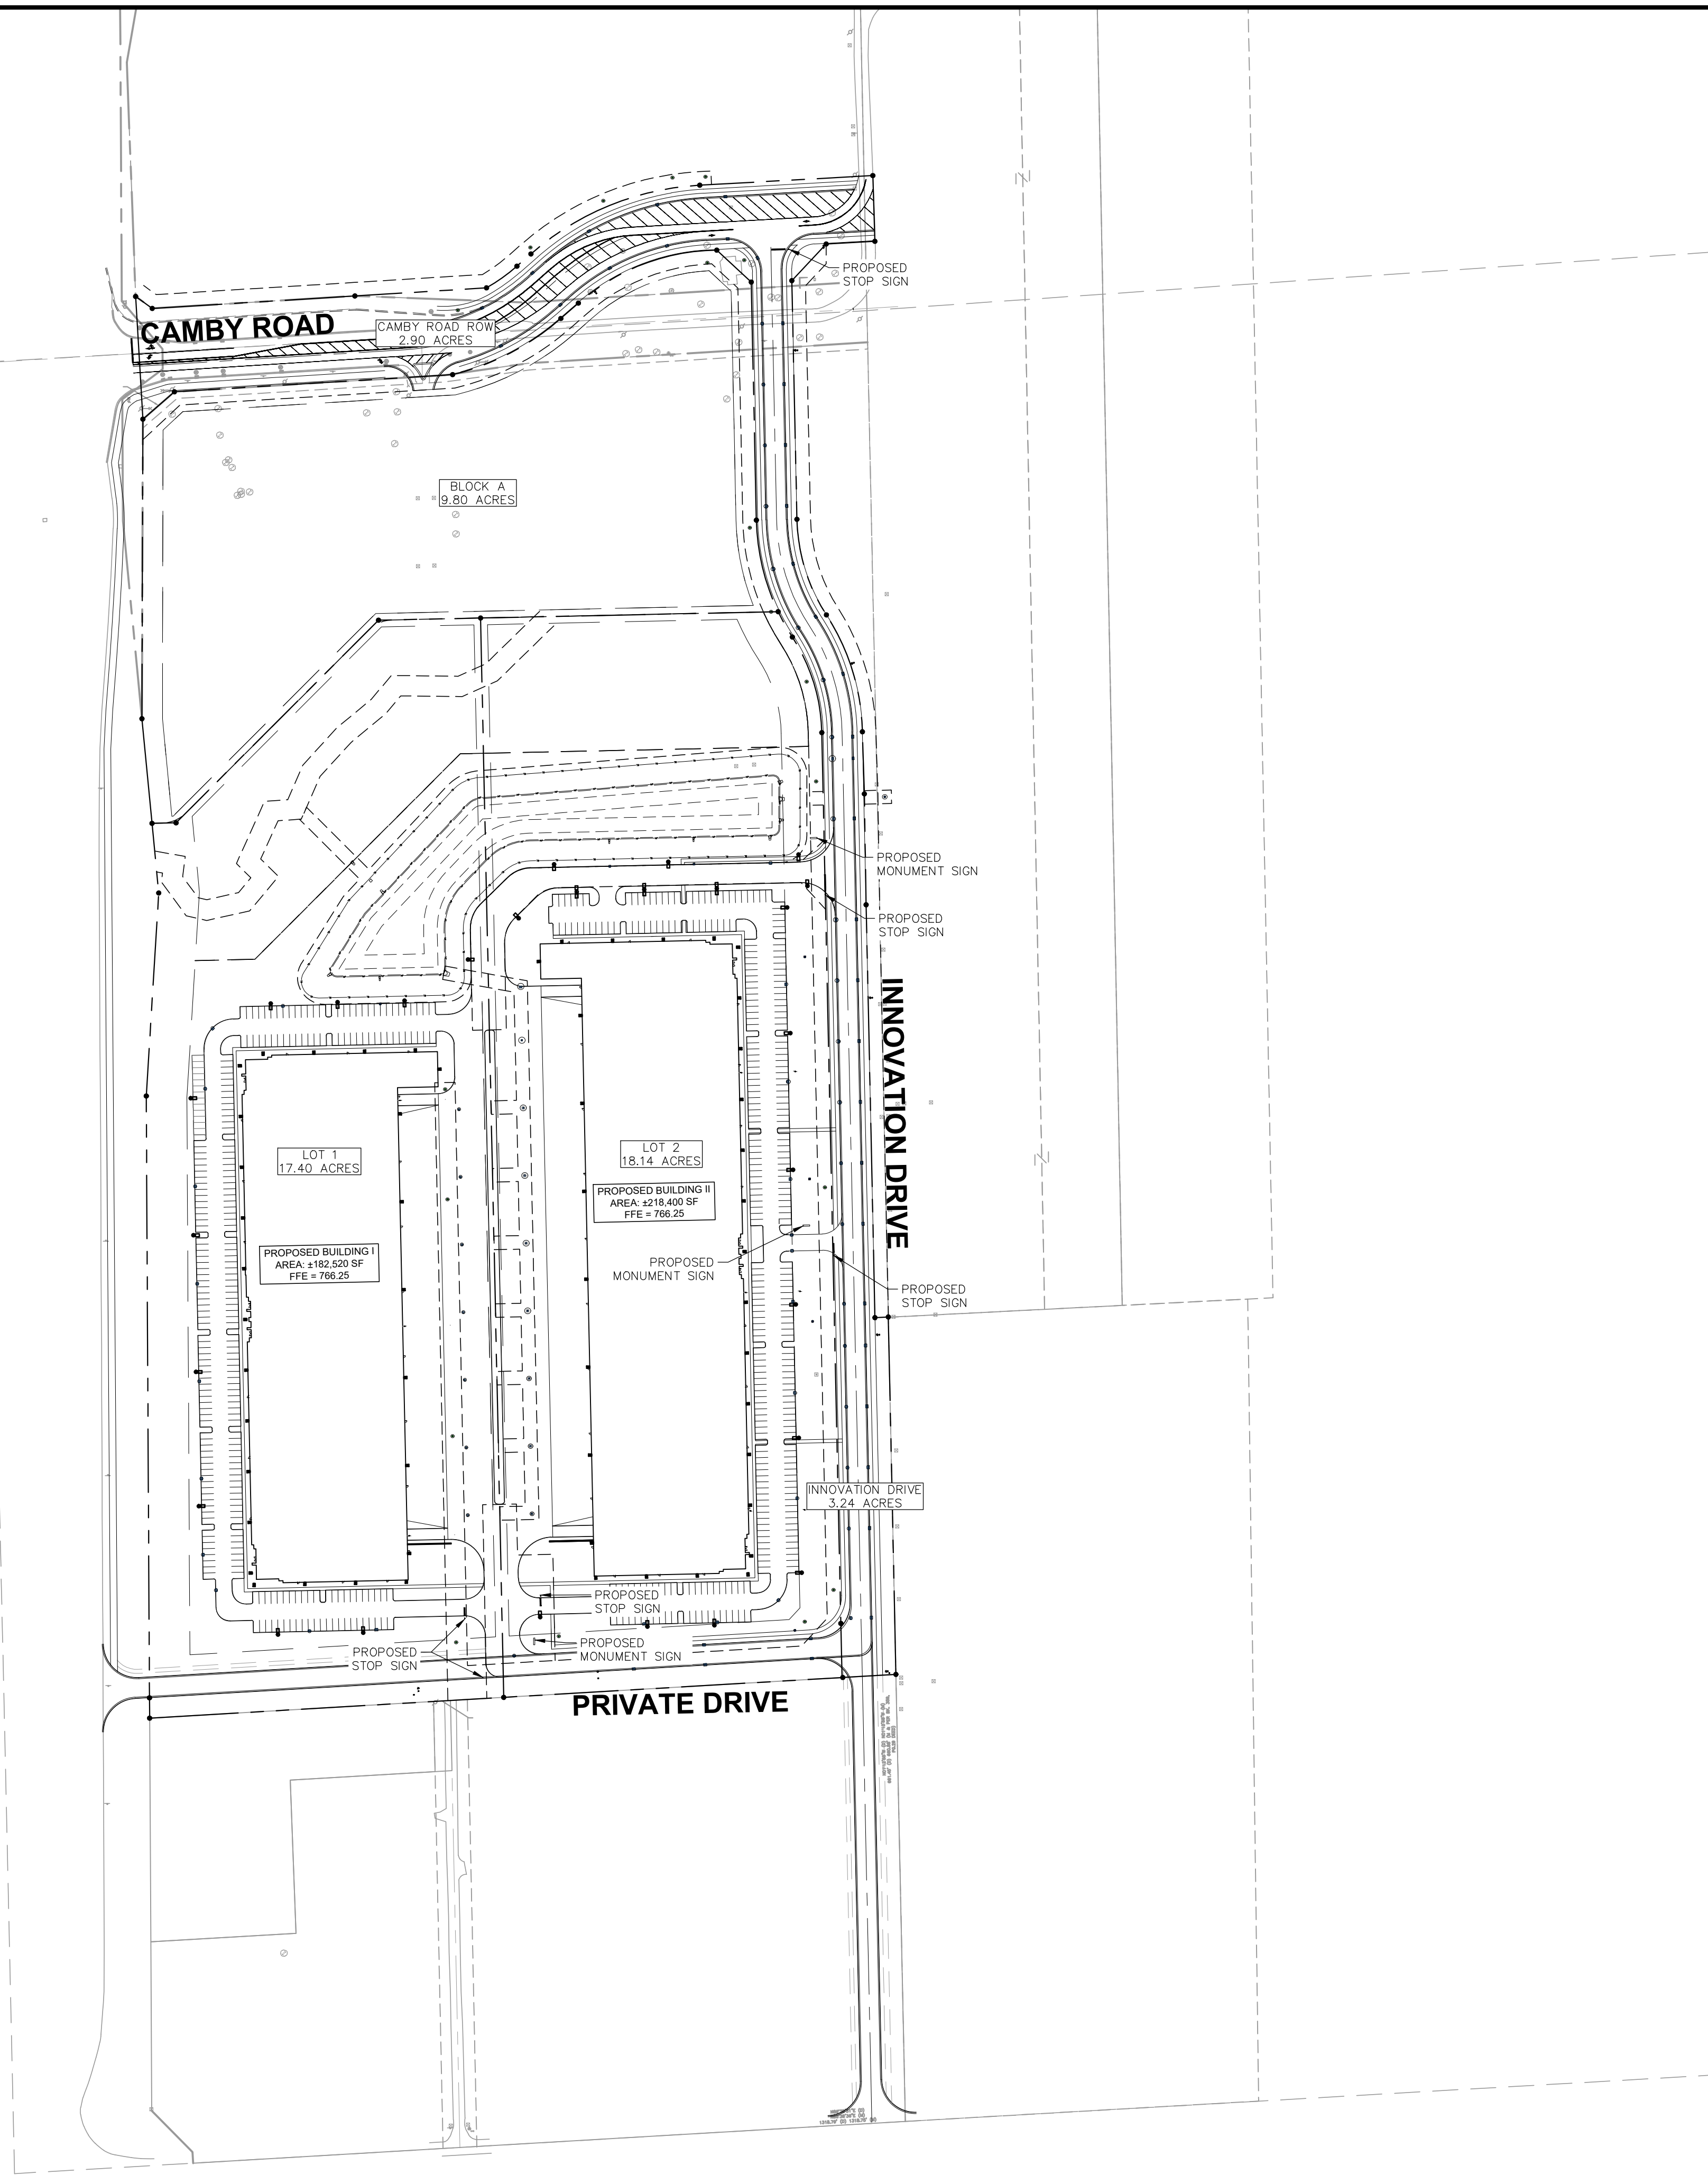 PROPOSED
STOP SIGN
CAMBY ROAD
CAMBY ROAD ROW
2.90 ACRES
BLOCK A
9.80 ACRES
PROPOSED
MONUMENT SIGN
PROPOSED
STOP SIGN
INNOVATION DRIVE
LOT 1
17.40 ACRES
LOT 2
18.14 ACRES
PROPOSED BUILDING II
AREA: ±218,400 SF
FFE = 766.25
PROPOSED BUILDING I
AREA: ±182,520 SF
FFE = 766.25
PROPOSED
MONUMENT SIGN
PROPOSED
STOP SIGN
INNOVATION DRIVE
3.24 ACRES
PROPOSED
STOP SIGN
PROPOSED
STOP SIGN
PROPOSED
MONUMENT SIGN
PRIVATE DRIVE